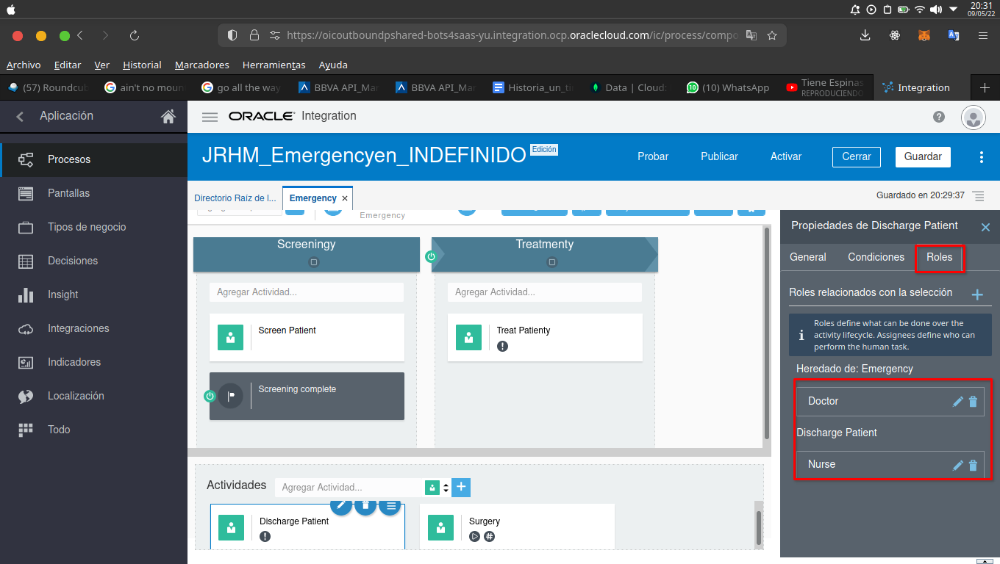 20:31
09/05/22
https://oicoutboundpshared-bots4saas-yu.integration.ocp.oraclecloud.com/ic/process/compo
Archivo Editar Ver Historial Marcadores Herramientas Ayuda
(57) Roundcub
ain't no moun
go all the way
BBVA API_Mar
BBVA API_Mar
Historia_un_tie
Data | Cloud:
10
(10) WhatsApp
Tiene Espinas
REPRODUCIENDO
Integration
Aplicación
ORACLE Integration
JRHM_Emergencyen_INDEFINIDO
Edición
Probar
Publicar
Activar
Cerrar
Guardar
Procesos
Pantallas
Tipos de negocio
Decisiones
Insight
Integraciones
Indicadores
Localización
Todo
Directorio Raíz de l...
Emergency
Guardado en 20:29:37
Emergency
Screeningy
Treatmenty
Agregar Actividad...
Agregar Actividad...
Screen Patient
Treat Patienty
Screening complete
Actividades
Agregar Actividad...
Discharge Patient
Surgery
Propiedades de Discharge Patient
General
Condiciones
Roles
Roles relacionados con la selección
Roles define what can be done over the
activity lifecycle. Assignees define who can
perform the human task.
Heredado de: Emergency
Doctor
Discharge Patient
Nurse